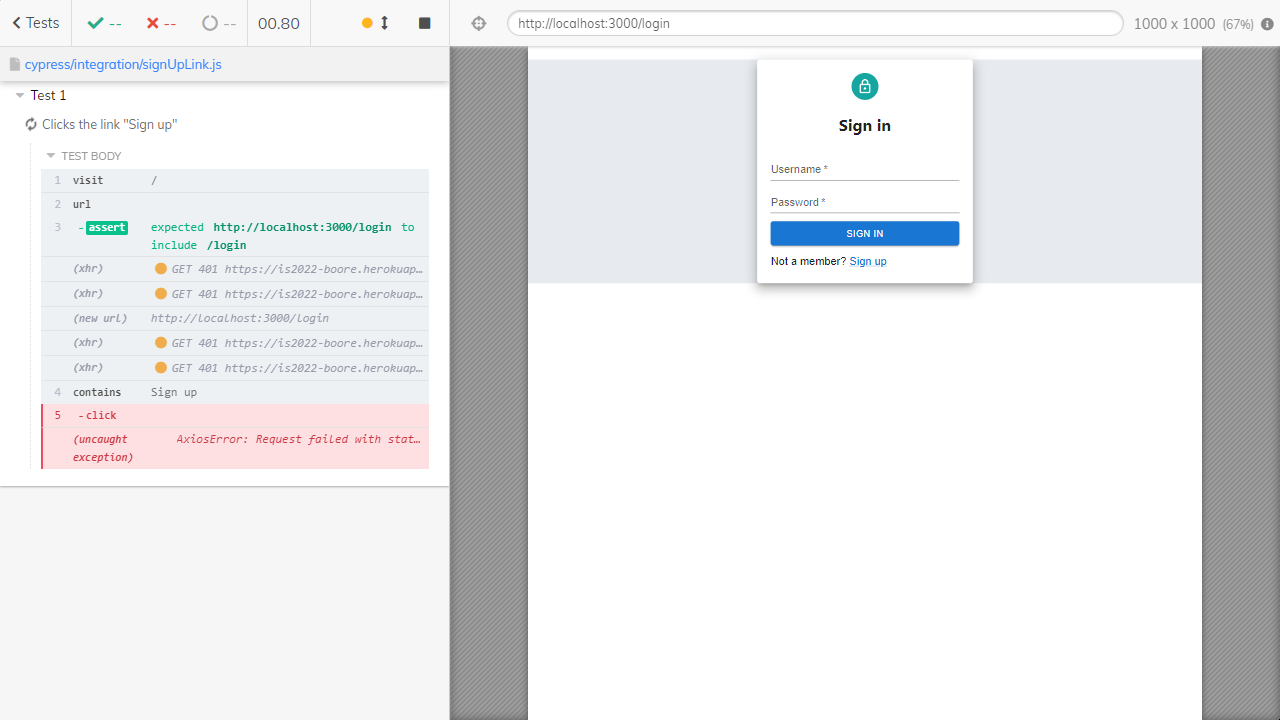 Tests -- -- -- 00.80
http://localhost:3000/login 1000 x 1000 (67%)
cypress/integration/signUpLink.js
Test 1
Clicks the link "Sign up"
TEST BODY
1 visit /
2 url
3 -assert expected http://localhost:3000/login to
include /login
(xhr) GET 401 https://is2022-boore.herokuap…
(xhr) GET 401 https://is2022-boore.herokuap…
(new url) http://localhost:3000/login
(xhr) GET 401 https://is2022-boore.herokuap…
(xhr) GET 401 https://is2022-boore.herokuap…
4 contains Sign up
5 -click
(uncaught AxiosError: Request failed with stat…
exception)
Sign in
Username *
Password *
SIGN IN
Not a member? Sign up